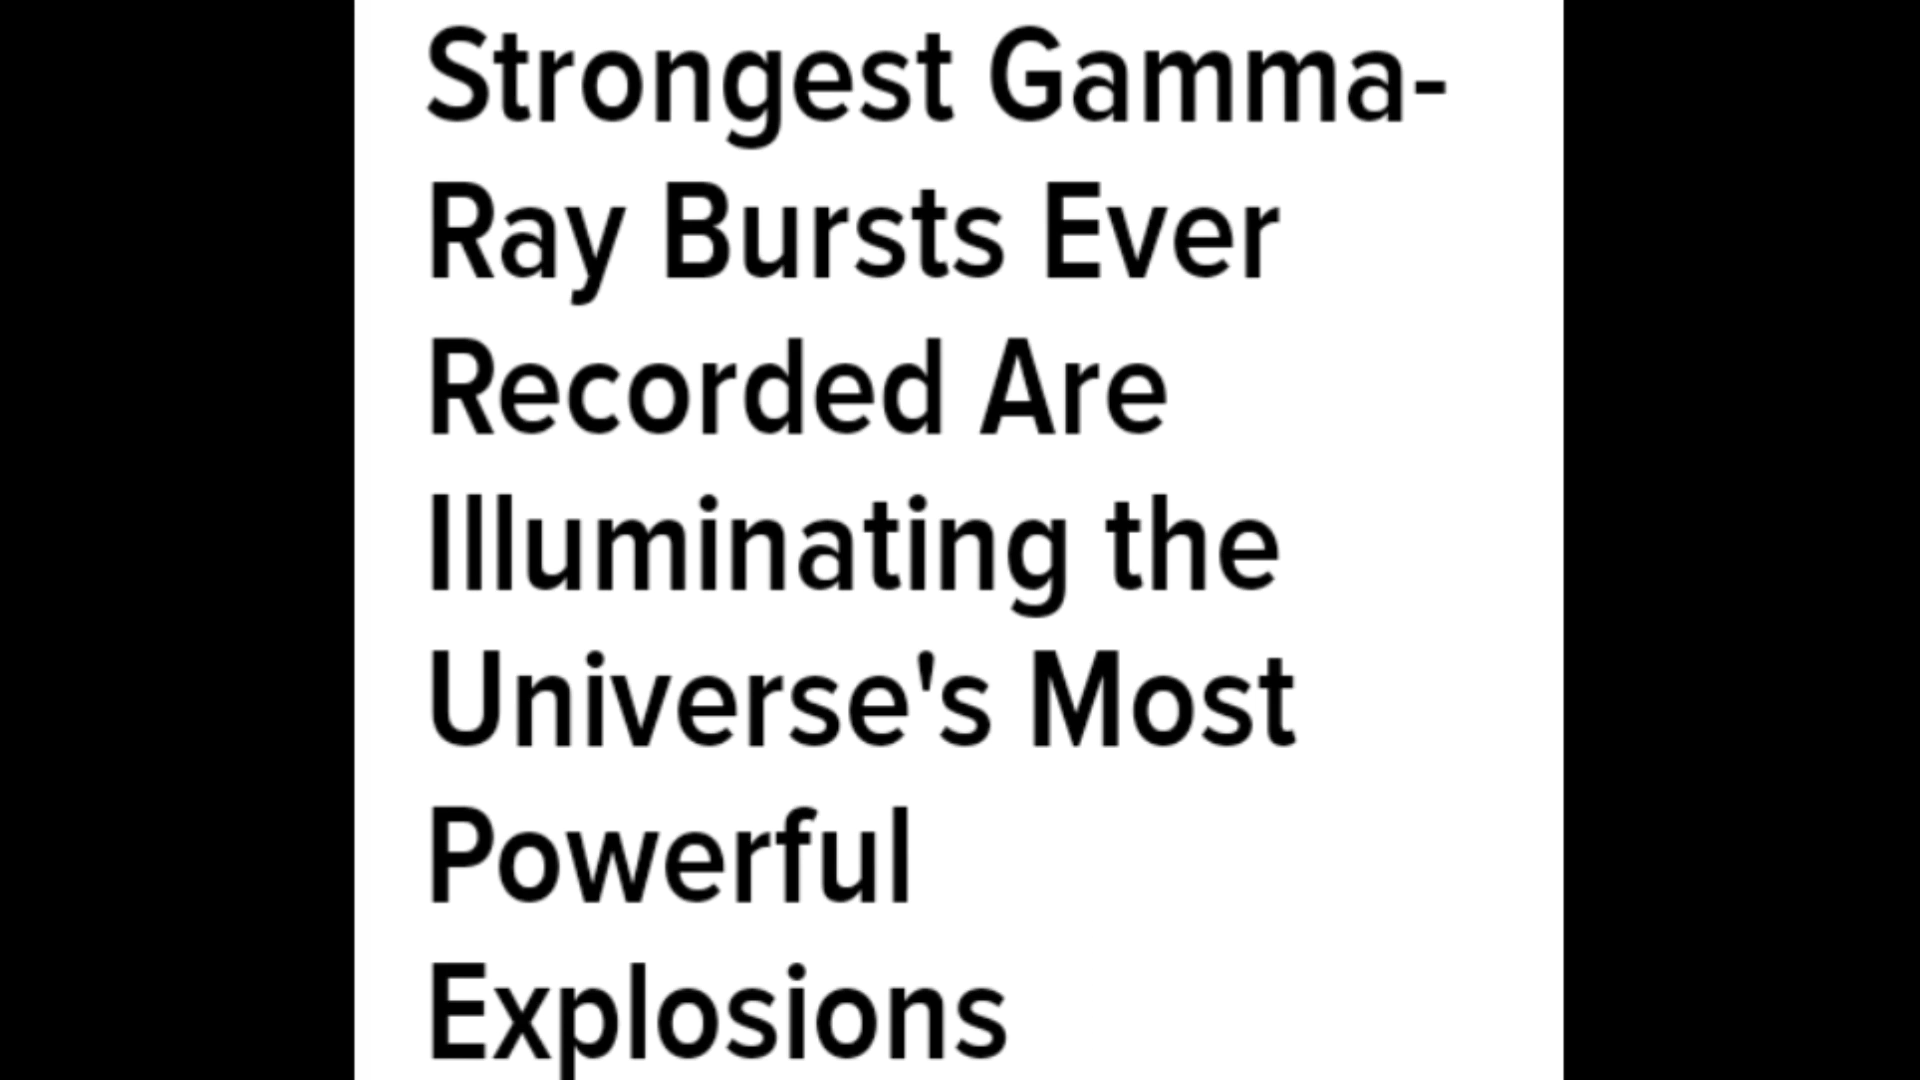 Strongest Gamma-
Ray Bursts Ever
Recorded Are
Illuminating the
Universe's Most
Powerful
Explosions